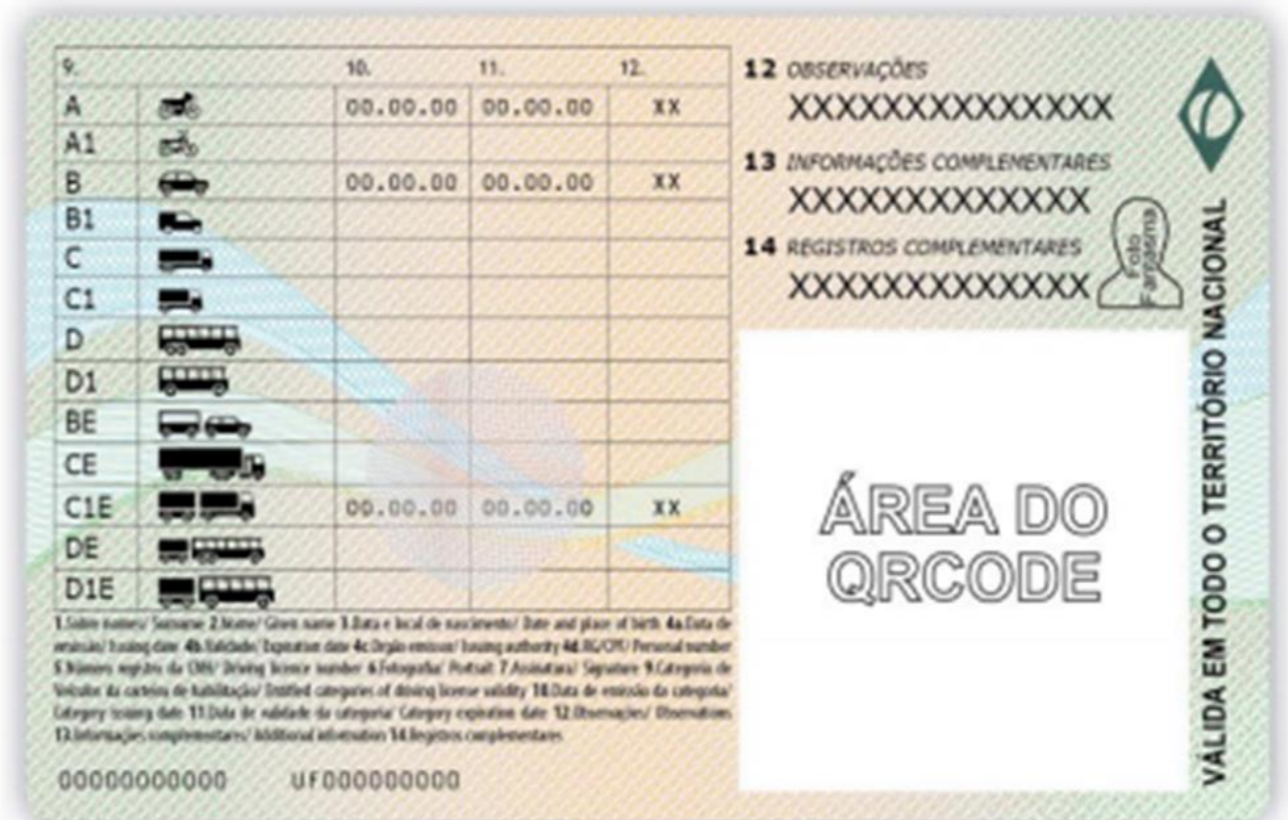 9. 10. 11. 12.
A 00.00.00 00.00.00 XX
A1
B 00.00.00 00.00.00 XX
B1
C
C1
D
D1
BE
CE
C1E 00.00.00 00.00.00 XX
DE
D1E
1.Sobre nomes/ Surname 2.Nome/ Given name 3.Data e local de nascimento/ Date and place of birth 4a.Data de
emissão/ Issuing date 4b.Validade/ Expiration date 4c.Orgão emissor/ Issuing authority 4d.RG/CPF/ Personal number
5.Número registro da CNH/ Driving licence number 6.Fotografia/ Portrait 7.Assinatura/ Signature 9.Categoria de
Veículos da carteira de habilitação/ Entitled categories of driving license validity 10.Data de emissão da categoria/
Category issuing date 11.Data de validade da categoria/ Category expiration date 12.Observações/ Observations
13.Informações complementares/ Additional information 14.Registros complementares
00000000000 UF000000000
12 OBSERVAÇÕES
XXXXXXXXXXXXXX
13 INFORMAÇÕES COMPLEMENTARES
XXXXXXXXXXXXX
14 REGISTROS COMPLEMENTARES
XXXXXXXXXXXXX
Foto
Fantasma
ÁREA DO
QRCODE
VÁLIDA EM TODO O TERRITÓRIO NACIONAL